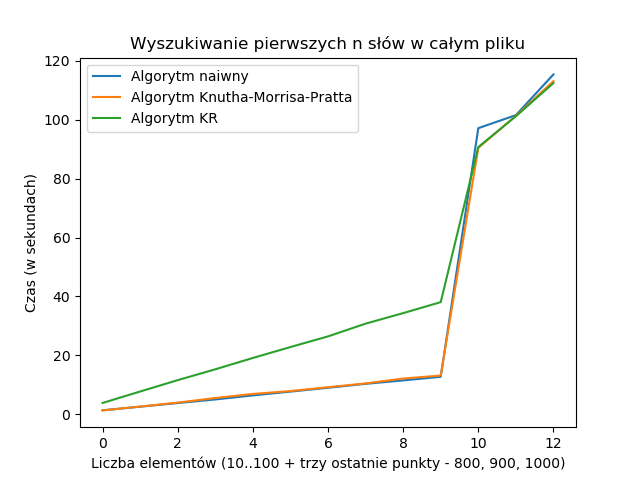 Wyszukiwanie pierwszych n słów w całym pliku
Algorytm naiwny
Algorytm Knutha-Morrisa-Pratta
Algorytm KR
Czas (w sekundach)
120
100
80
60
40
20
0
0 2 4 6 8 10 12
Liczba elementów (10..100 + trzy ostatnie punkty - 800, 900, 1000)